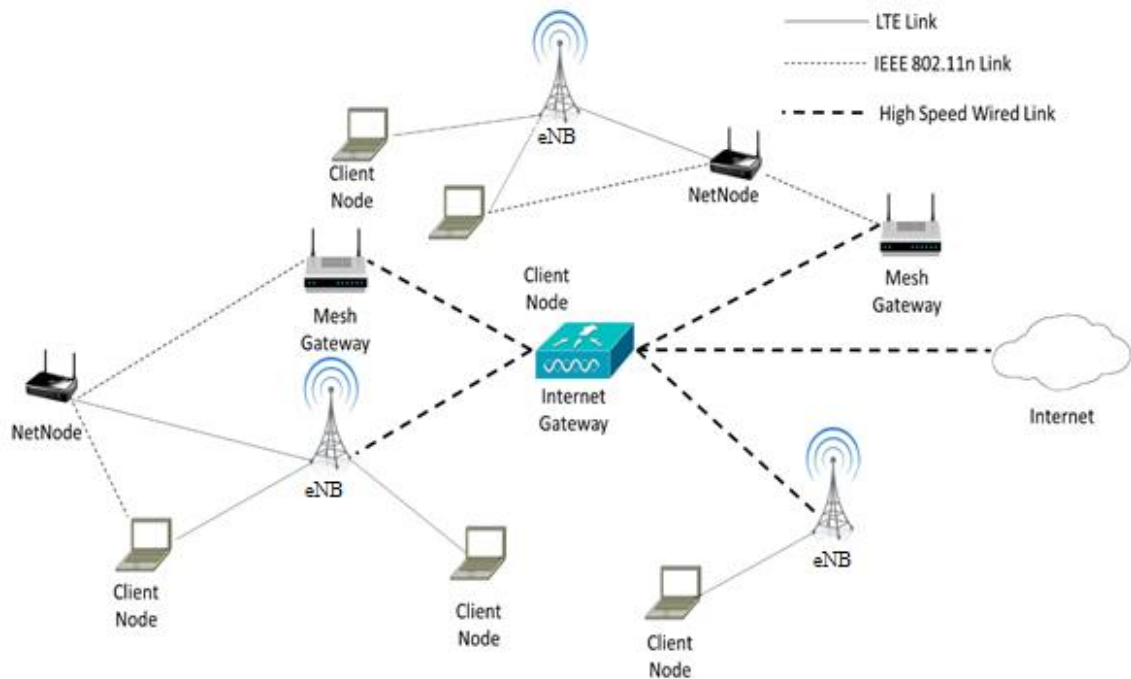 LTE Link
IEEE 802.11n Link
High Speed Wired Link
eNB
Client
Node
NetNode
Mesh
Gateway
Client
Node
Mesh
Gateway
Internet
Gateway
Internet
NetNode
eNB
eNB
Client
Node
Client
Node
Client
Node